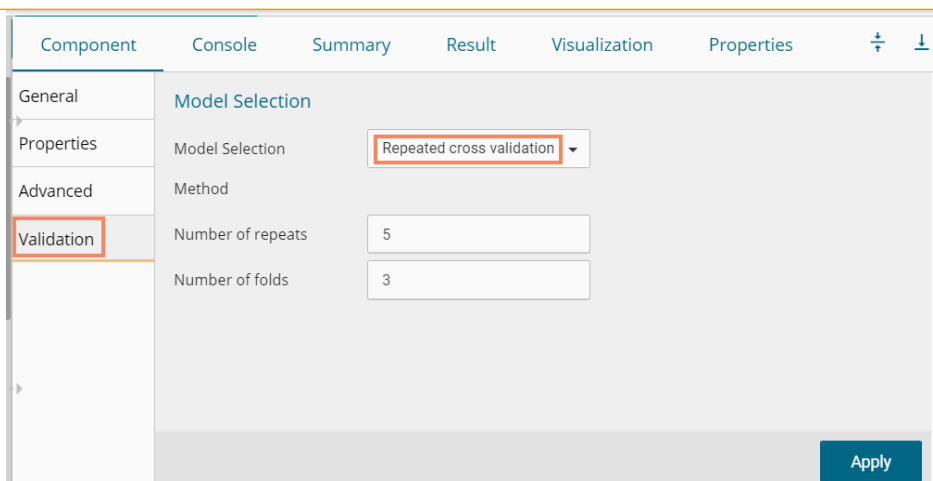 Component Console Summary Result Visualization Properties
General
Properties
Advanced
Validation
Model Selection
Model Selection Repeated cross validation
Method
Number of repeats 5
Number of folds 3
Apply